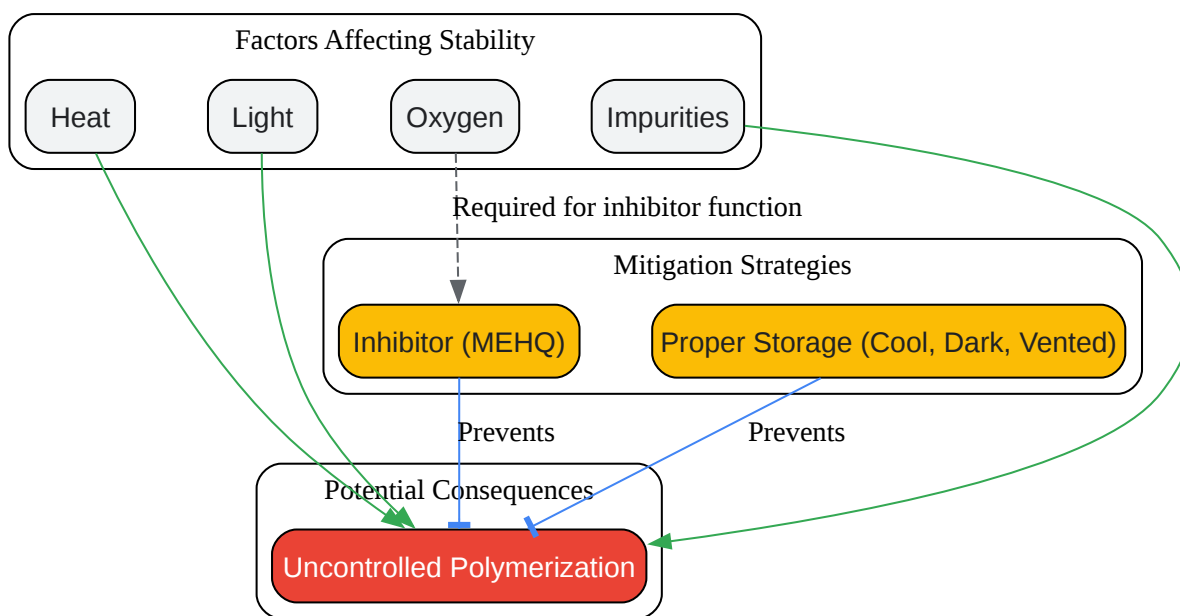 Factors Affecting Stability
Heat
Light
Oxygen
Impurities
Required for inhibitor function
Mitigation Strategies
Inhibitor (MEHQ)
Proper Storage (Cool, Dark, Vented)
Prevents
Prevents
Potential Consequences
Uncontrolled Polymerization